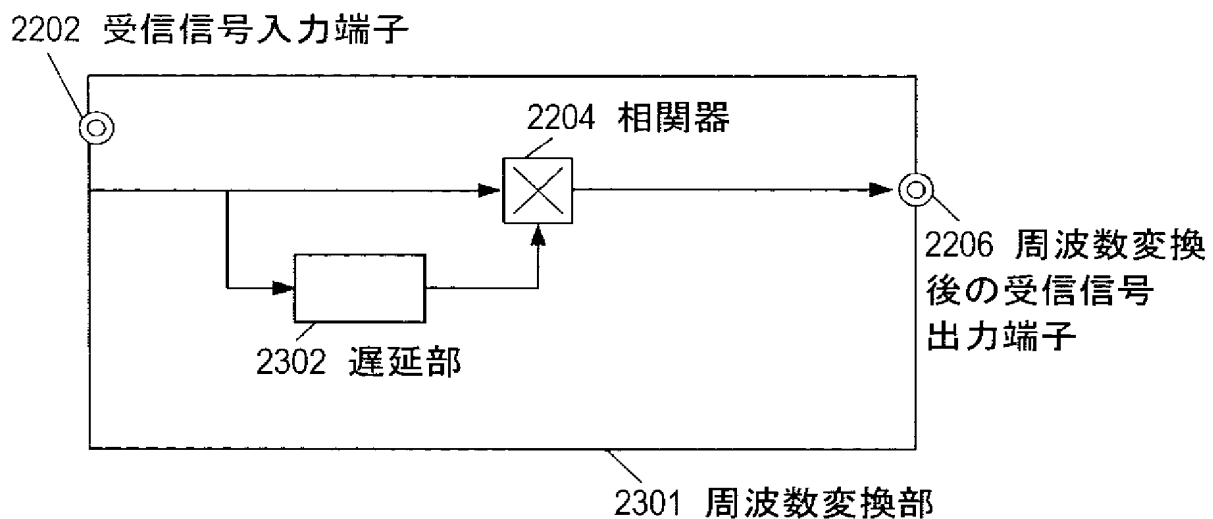 2202 受信信号入力端子
2204 相関器
2206 周波数変換
後の受信信号
出力端子
2302 遅延部
2301 周波数変換部